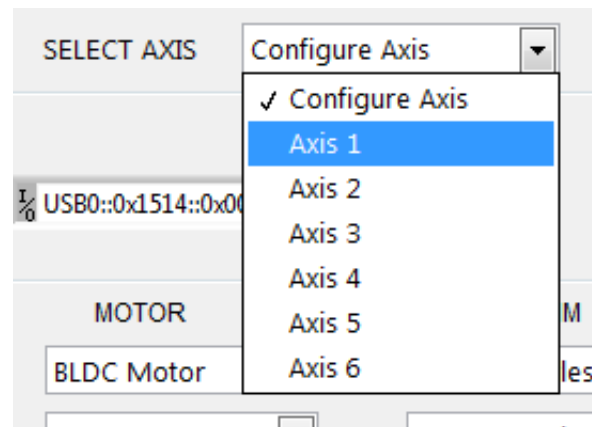 SELECT AXIS Configure Axis
✓ Configure Axis
Axis 1
Axis 2
I/O USB0::0x1514::0x00
Axis 3
Axis 4
MOTOR
Axis 5
BLDC Motor
Axis 6